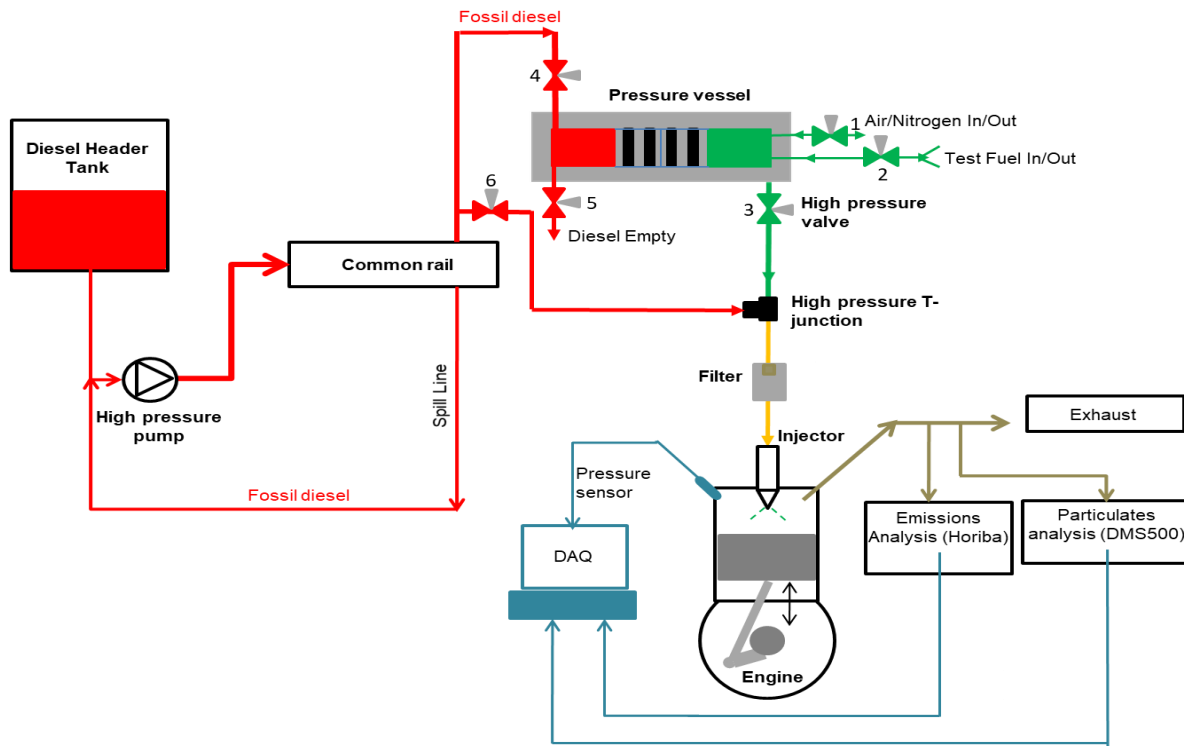 Fossil diesel
4
Pressure vessel
1
Air/Nitrogen In/Out
Diesel Header
Tank
Test Fuel In/Out
2
6
5
3
High pressure
valve
Diesel Empty
Common rail
High pressure T-
junction
Filter
High pressure
pump
Spill Line
Injector
Exhaust
Pressure
sensor
Fossil diesel
Emissions
Analysis (Horiba)
Particulates
analysis (DMS500)
DAQ
Engine